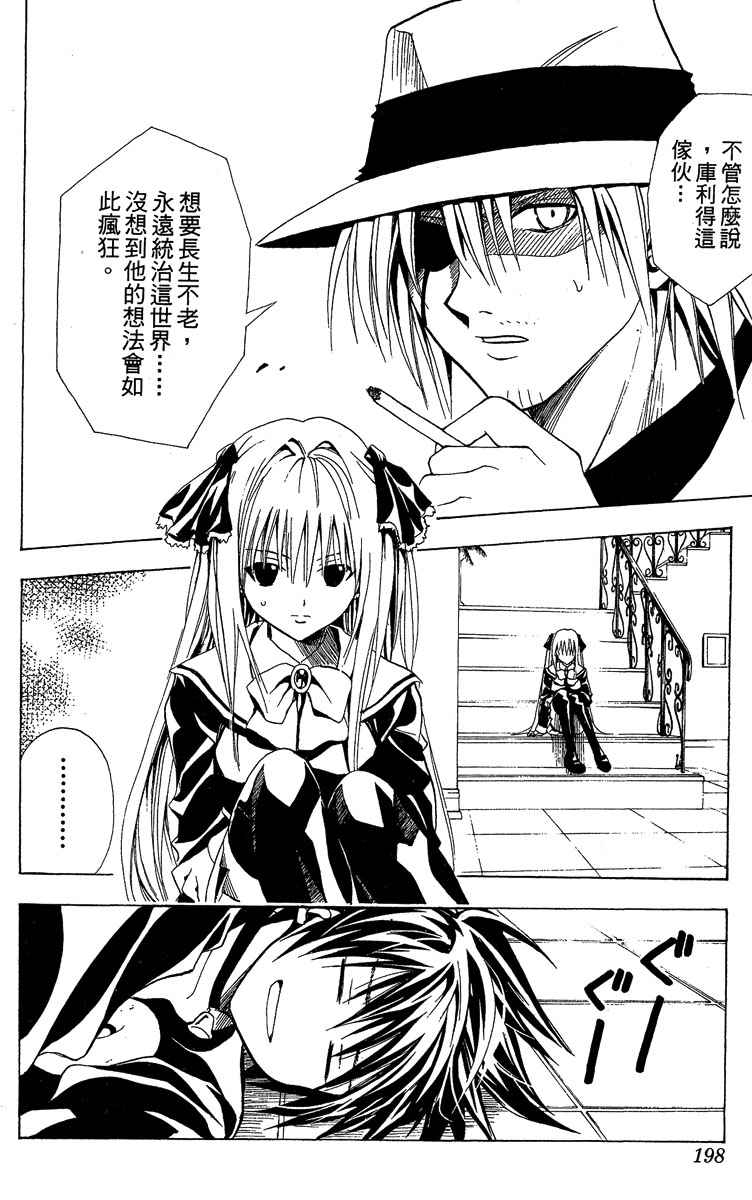 不管怎麼說
，庫利得這
傢伙…
想要長生不老，
永遠統治這世界……
沒想到他的想法會如
此瘋狂。
…………
ぐー
ぐー
198